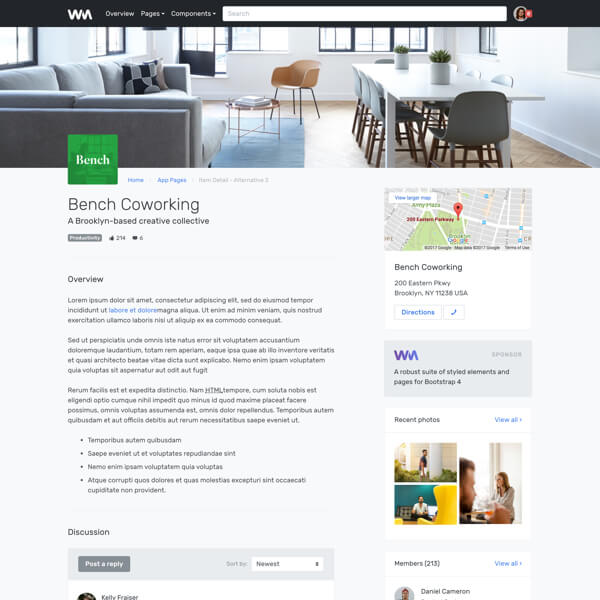 WM Overview Pages Components Search 6
Bench
Home App Pages Item Detail - Alternative 2
Bench Coworking
A Brooklyn-based creative collective
Productivity 214 6
Overview
Lorem ipsum dolor sit amet, consectetur adipiscing elit, sed do eiusmod tempor
incididunt ut labore et doloremagna aliqua. Ut enim ad minim veniam, quis nostrud
exercitation ullamco laboris nisi ut aliquip ex ea commodo consequat.
Sed ut perspiciatis unde omnis iste natus error sit voluptatem accusantium
doloremque laudantium, totam rem aperiam, eaque ipsa quae ab illo inventore veritatis
et quasi architecto beatae vitae dicta sunt explicabo. Nemo enim ipsam voluptatem
quia voluptas sit aspernatur aut odit aut fugit
Rerum facilis est et expedita distinctio. Nam HTMLtempore, cum soluta nobis est
eligendi optio cumque nihil impedit quo minus id quod maxime placeat facere
possimus, omnis voluptas assumenda est, omnis dolor repellendus. Temporibus autem
quibusdam et aut officiis debitis aut rerum necessitatibus saepe eveniet ut.
Temporibus autem quibusdam
Saepe eveniet ut et voluptates repudiandae sint
Nemo enim ipsam voluptatem quia voluptas
Atque corrupti quos dolores et quas molestias excepturi sint occaecati
cupiditate non provident.
Discussion
Post a reply Sort by: Newest
Kelly Fraiser
View larger map
Army Plaza
200 Eastern Parkway
Brooklyn
©2017 Google - Map data ©2017 Google Terms of Use
Bench Coworking
200 Eastern Pkwy
Brooklyn, NY 11238 USA
Directions
WM SPONSOR
A robust suite of styled elements and
pages for Bootstrap 4
Recent photos View all ›
Members (213) View all ›
Daniel Cameron